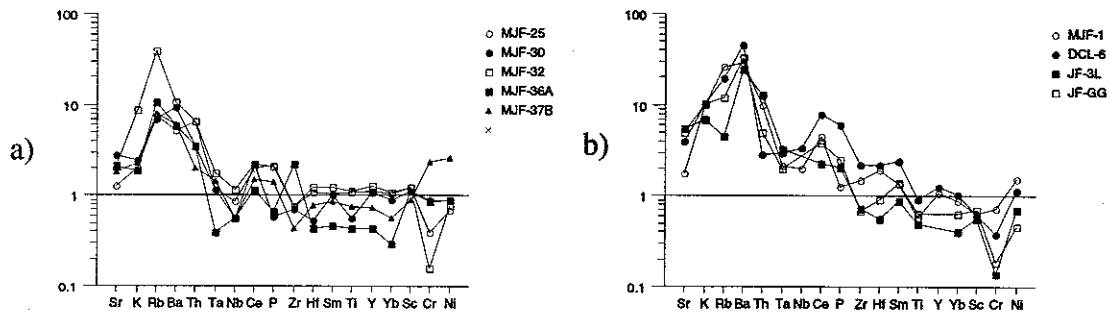 a)
100
10
1
0.1
Sr K Rb Ba Th Ta Nb Ce P Zr Hf Sm Ti Y Yb Sc Cr Ni
MJF-25
MJF-30
MJF-32
MJF-36A
MJF-37B
b)
100
10
1
0.1
Sr K Rb Ba Th Ta Nb Ce P Zr Hf Sm Ti Y Yb Sc Cr Ni
MJF-1
DCL-6
JF-3L
JF-GG